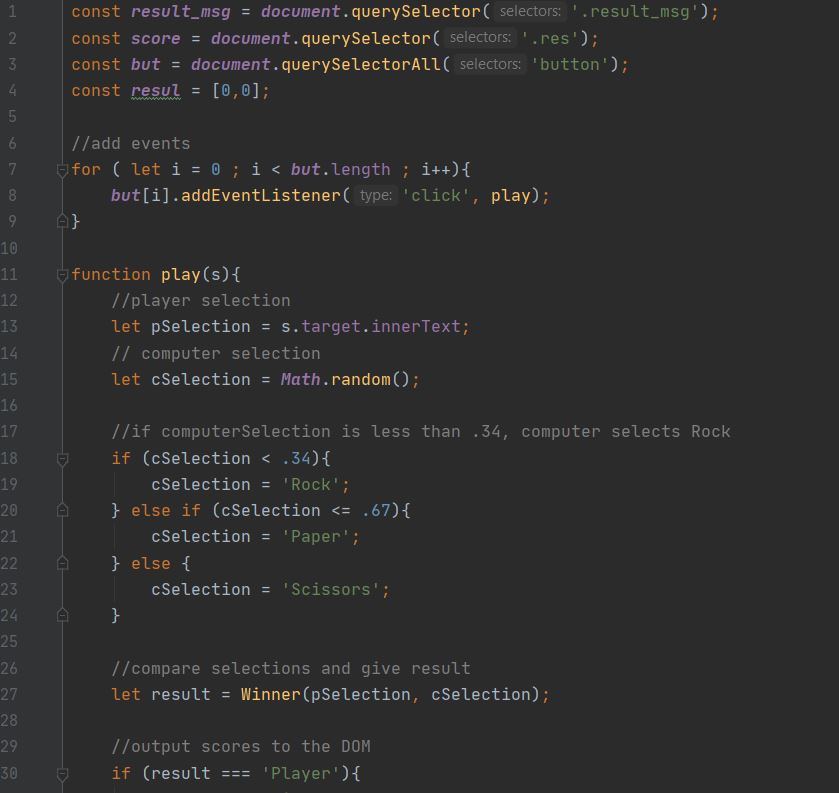 1 const result_msg = document.querySelector( selectors: '.result_msg');
2 const score = document.querySelector( selectors: '.res');
3 const but = document.querySelectorAll( selectors: 'button');
4 const resul = [0,0];
5
6 //add events
7 for ( let i = 0 ; i < but.length ; i++){
8 but[i].addEventListener( type: 'click', play);
9 }
10
11 function play(s){
12 //player selection
13 let pSelection = s.target.innerText;
14 // computer selection
15 let cSelection = Math.random();
16
17 //if computerSelection is less than .34, computer selects Rock
18 if (cSelection < .34){
19 cSelection = 'Rock';
20 } else if (cSelection <= .67){
21 cSelection = 'Paper';
22 } else {
23 cSelection = 'Scissors';
24 }
25
26 //compare selections and give result
27 let result = Winner(pSelection, cSelection);
28
29 //output scores to the DOM
30 if (result === 'Player'){